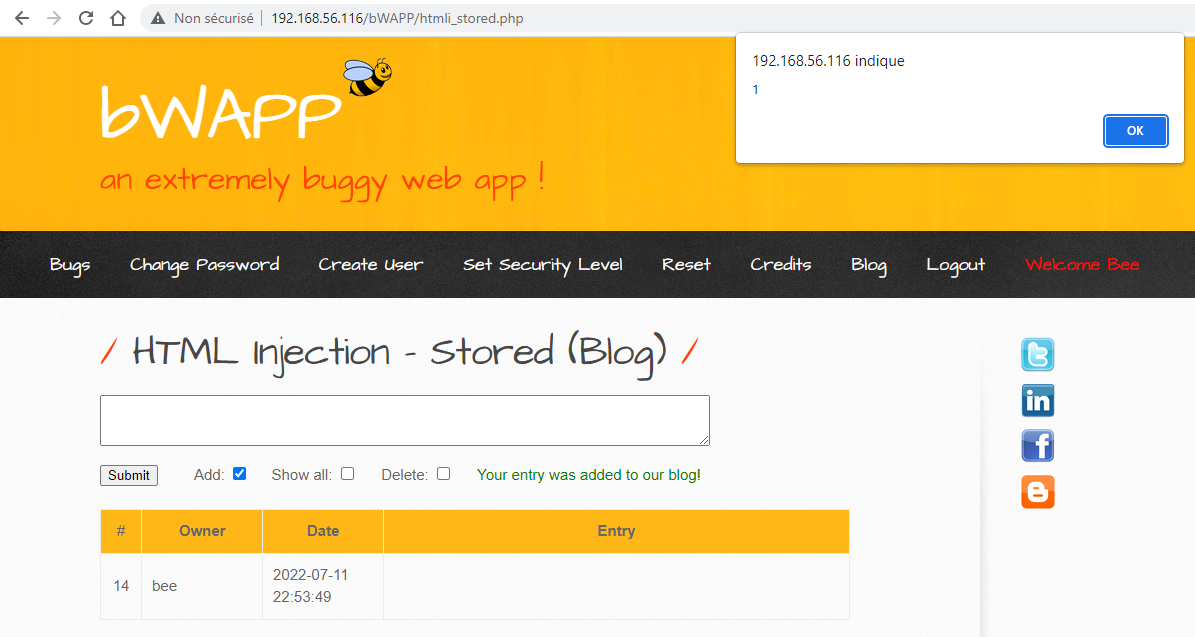 Non sécurisé | 192.168.56.116/bWAPP/htmli_stored.php
192.168.56.116 indique
1
OK
bWAPP
an extremely buggy web app !
Bugs Change Password Create User Set Security Level Reset Credits Blog Logout Welcome Bee
/ HTML Injection - Stored (Blog) /
Submit Add: Show all: Delete: Your entry was added to our blog!
# Owner Date Entry
14 bee 2022-07-11
22:53:49